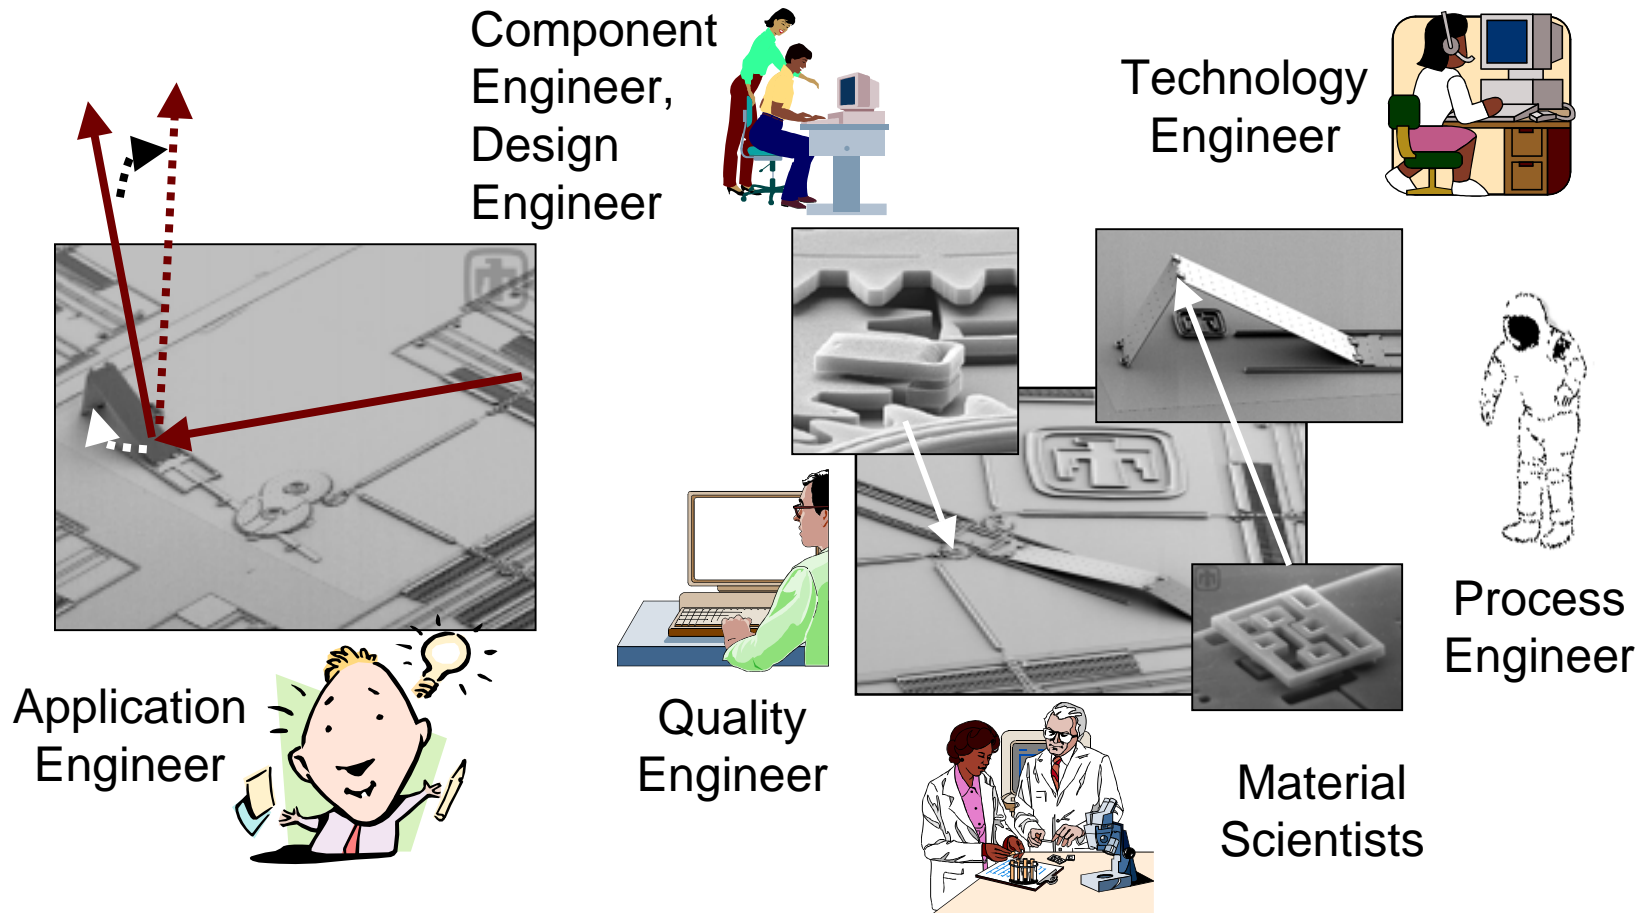 Component
Engineer,
Design
Engineer
Technology
Engineer
Process
Engineer
Application
Engineer
Quality
Engineer
Material
Scientists